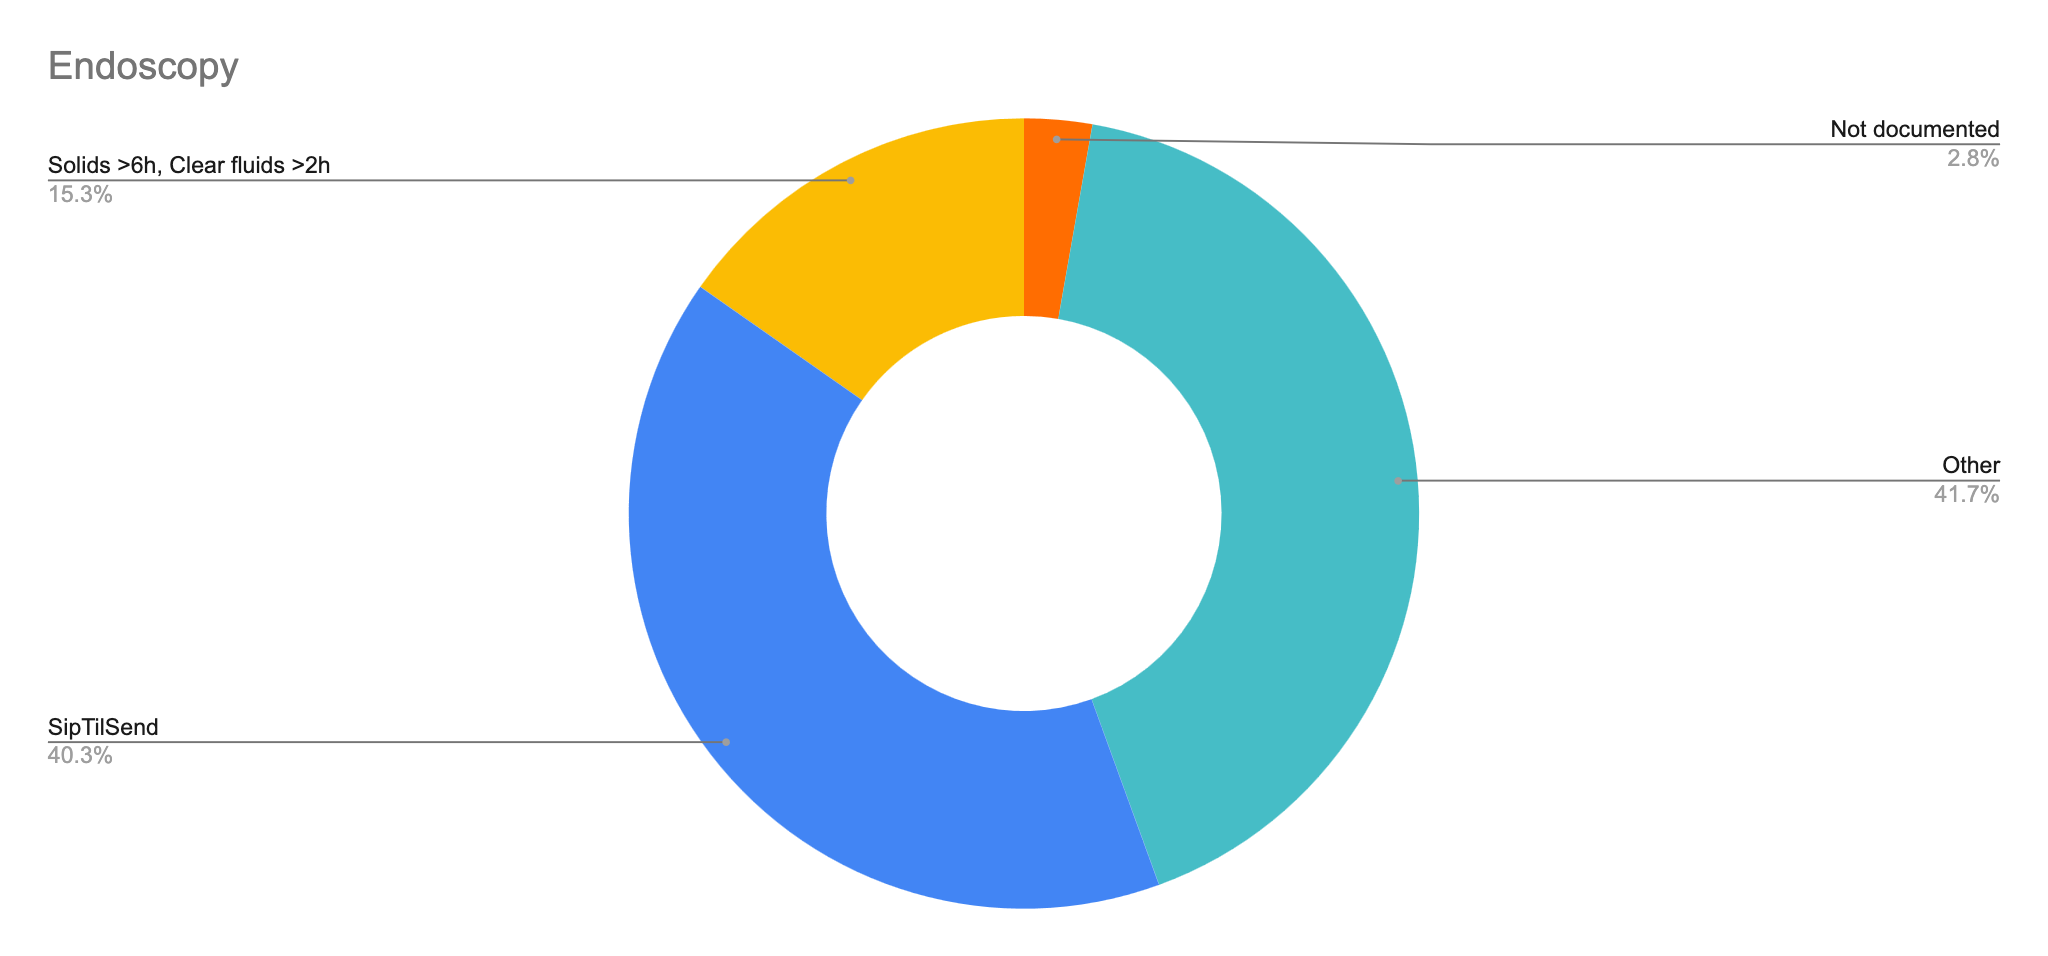 Endoscopy
Not documented
2.8%
Solids >6h, Clear fluids >2h
15.3%
Other
41.7%
SipTilSend
40.3%